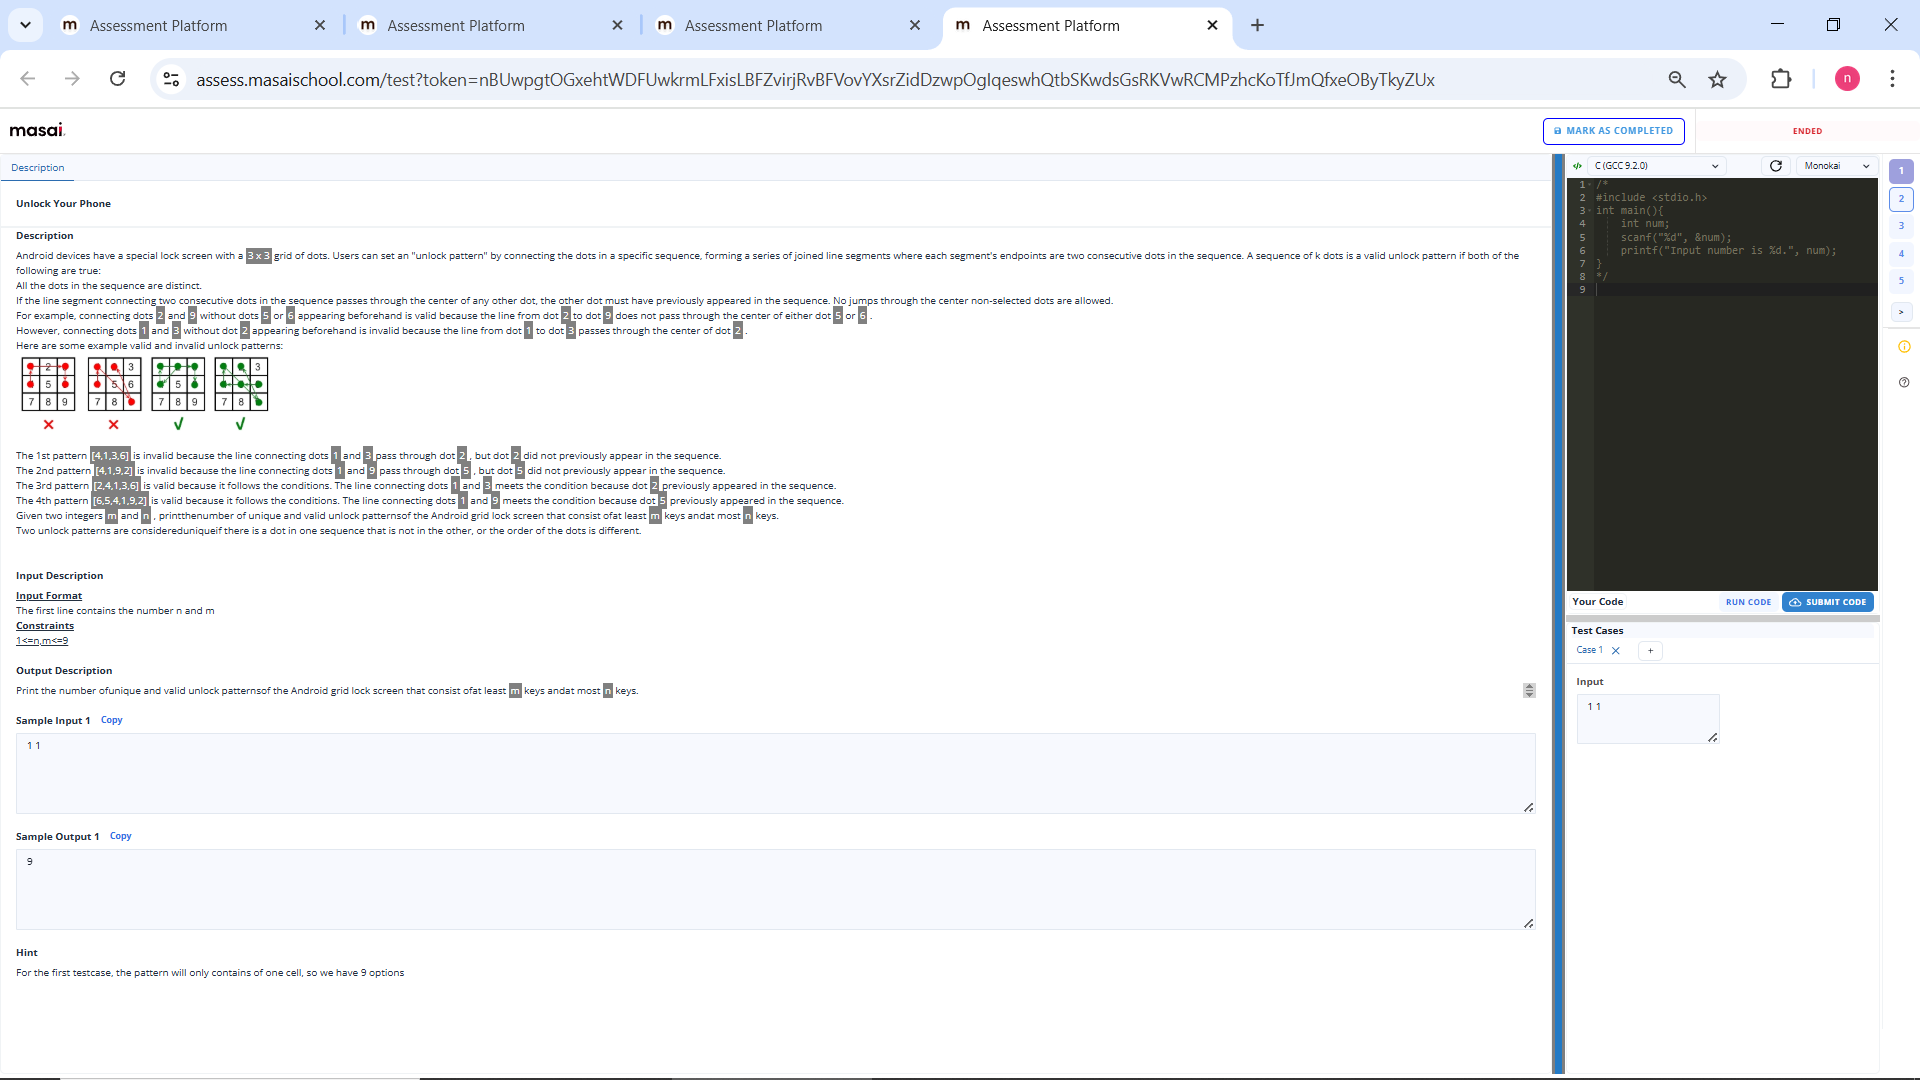 Assessment Platform
Assessment Platform
Assessment Platform
Assessment Platform
assess.masaischool.com/test?token=nBUwpgtOGxehtWDFUwkrmLFxisLBFZvirjRvBFVovYXsrZidDzwpOgIqeswhQtbSKwdsGsRKVwRCMPzhcKoTfJmQfxeOByTkyZUx
n
masai.
MARK AS COMPLETED
ENDED
Description
Unlock Your Phone
Description
Android devices have a special lock screen with a 3 x 3 grid of dots. Users can set an "unlock pattern" by connecting the dots in a specific sequence, forming a series of joined line segments where each segment's endpoints are two consecutive dots in the sequence. A sequence of k dots is a valid unlock pattern if both of the
following are true:
All the dots in the sequence are distinct.
If the line segment connecting two consecutive dots in the sequence passes through the center of any other dot, the other dot must have previously appeared in the sequence. No jumps through the center non-selected dots are allowed.
For example, connecting dots 2 and 9 without dots 5 or 6 appearing beforehand is valid because the line from dot 2 to dot 9 does not pass through the center of either dot 5 or 6 .
However, connecting dots 1 and 3 without dot 2 appearing beforehand is invalid because the line from dot 1 to dot 3 passes through the center of dot 2 .
Here are some example valid and invalid unlock patterns:
2 3 3
5 5 6 5
7 8 9 7 8 7 8 9 7 8
The 1st pattern [4,1,3,6] is invalid because the line connecting dots 1 and 3 pass through dot 2 , but dot 2 did not previously appear in the sequence.
The 2nd pattern [4,1,9,2] is invalid because the line connecting dots 1 and 9 pass through dot 5 , but dot 5 did not previously appear in the sequence.
The 3rd pattern [2,4,1,3,6] is valid because it follows the conditions. The line connecting dots 1 and 3 meets the condition because dot 2 previously appeared in the sequence.
The 4th pattern [6,5,4,1,9,2] is valid because it follows the conditions. The line connecting dots 1 and 9 meets the condition because dot 5 previously appeared in the sequence.
Given two integers m and n , printthenumber of unique and valid unlock patternsof the Android grid lock screen that consist ofat least m keys andat most n keys.
Two unlock patterns are considereduniqueif there is a dot in one sequence that is not in the other, or the order of the dots is different.
Input Description
Input Format
The first line contains the number n and m
Constraints
1<=n,m<=9
Output Description
Print the number ofunique and valid unlock patternsof the Android grid lock screen that consist ofat least m keys andat most n keys.
Sample Input 1 Copy
1 1
Sample Output 1 Copy
9
Hint
For the first testcase, the pattern will only contains of one cell, so we have 9 options
C (GCC 9.2.0)
Monokai
1 /*
2 #include <stdio.h>
3 int main(){
4 int num;
5 scanf("%d", &num);
6 printf("Input number is %d.", num);
7 }
8 */
9
Your Code RUN CODE SUBMIT CODE
Test Cases
Case 1 +
Input
1 1
1
2
3
4
5
>